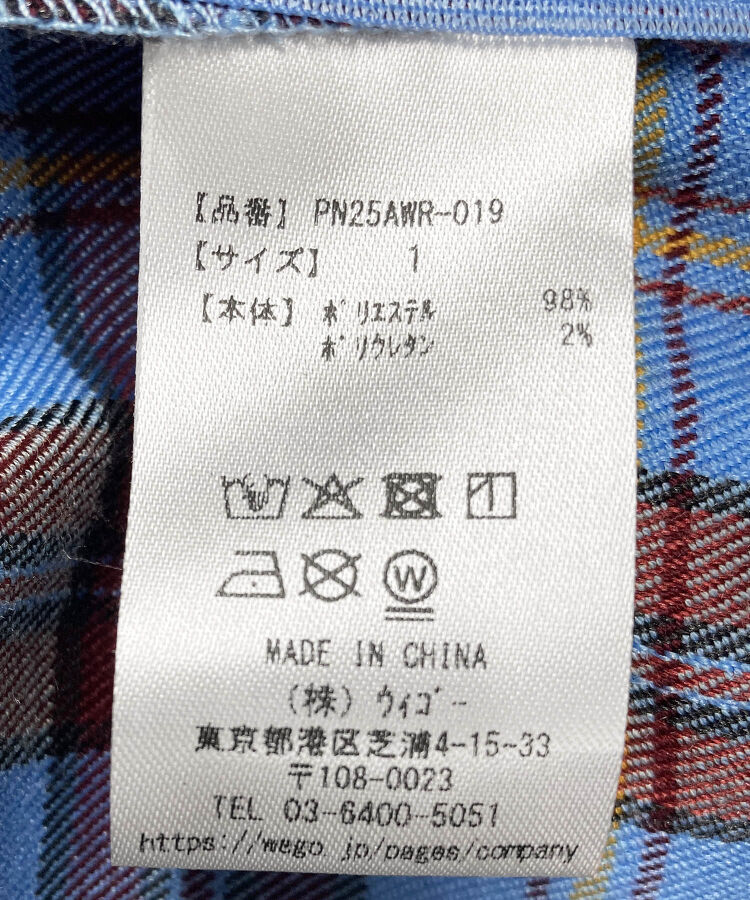 【品番】 PN25AWR-019
【サイズ】 1
【本体】 ポリエステル 98%
ポリウレタン 2%
W
MADE IN CHINA
(株) ウィゴー
東京都港区芝浦4-15-33
〒108-0023
TEL 03-6400-5051
https://wego.jp/pages/company